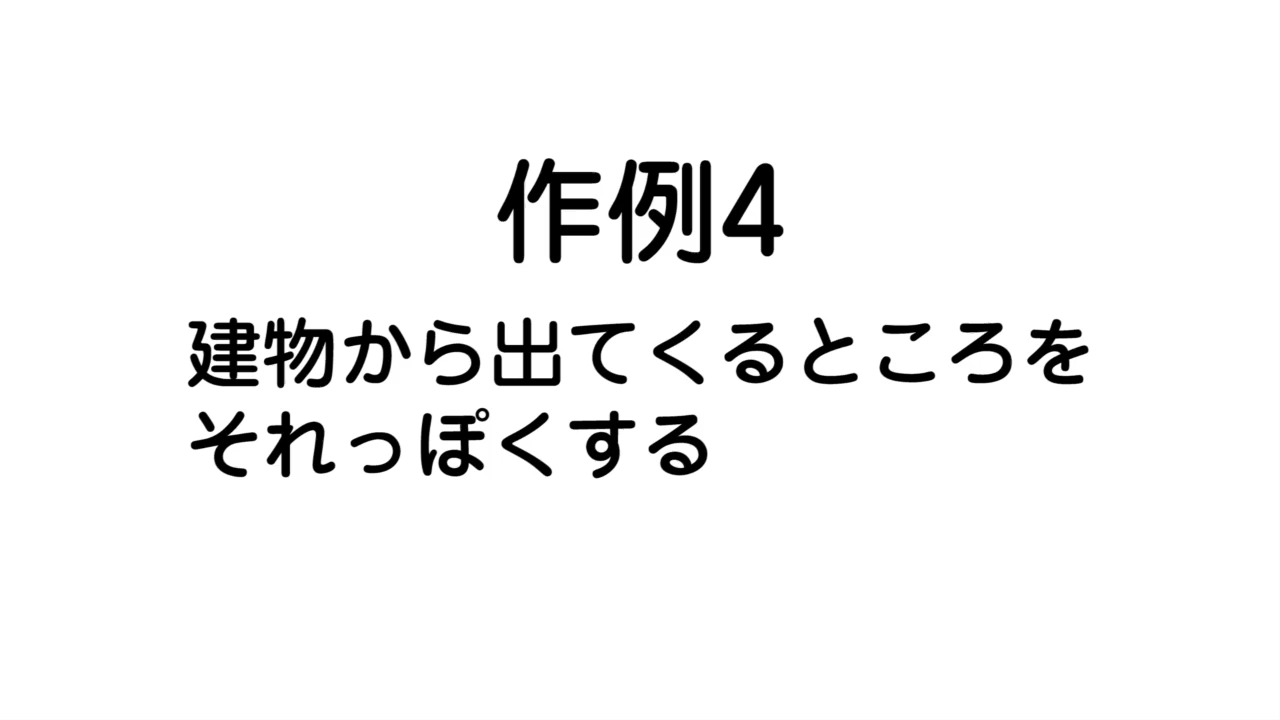 作例4
建物から出てくるところを
それっぽくする